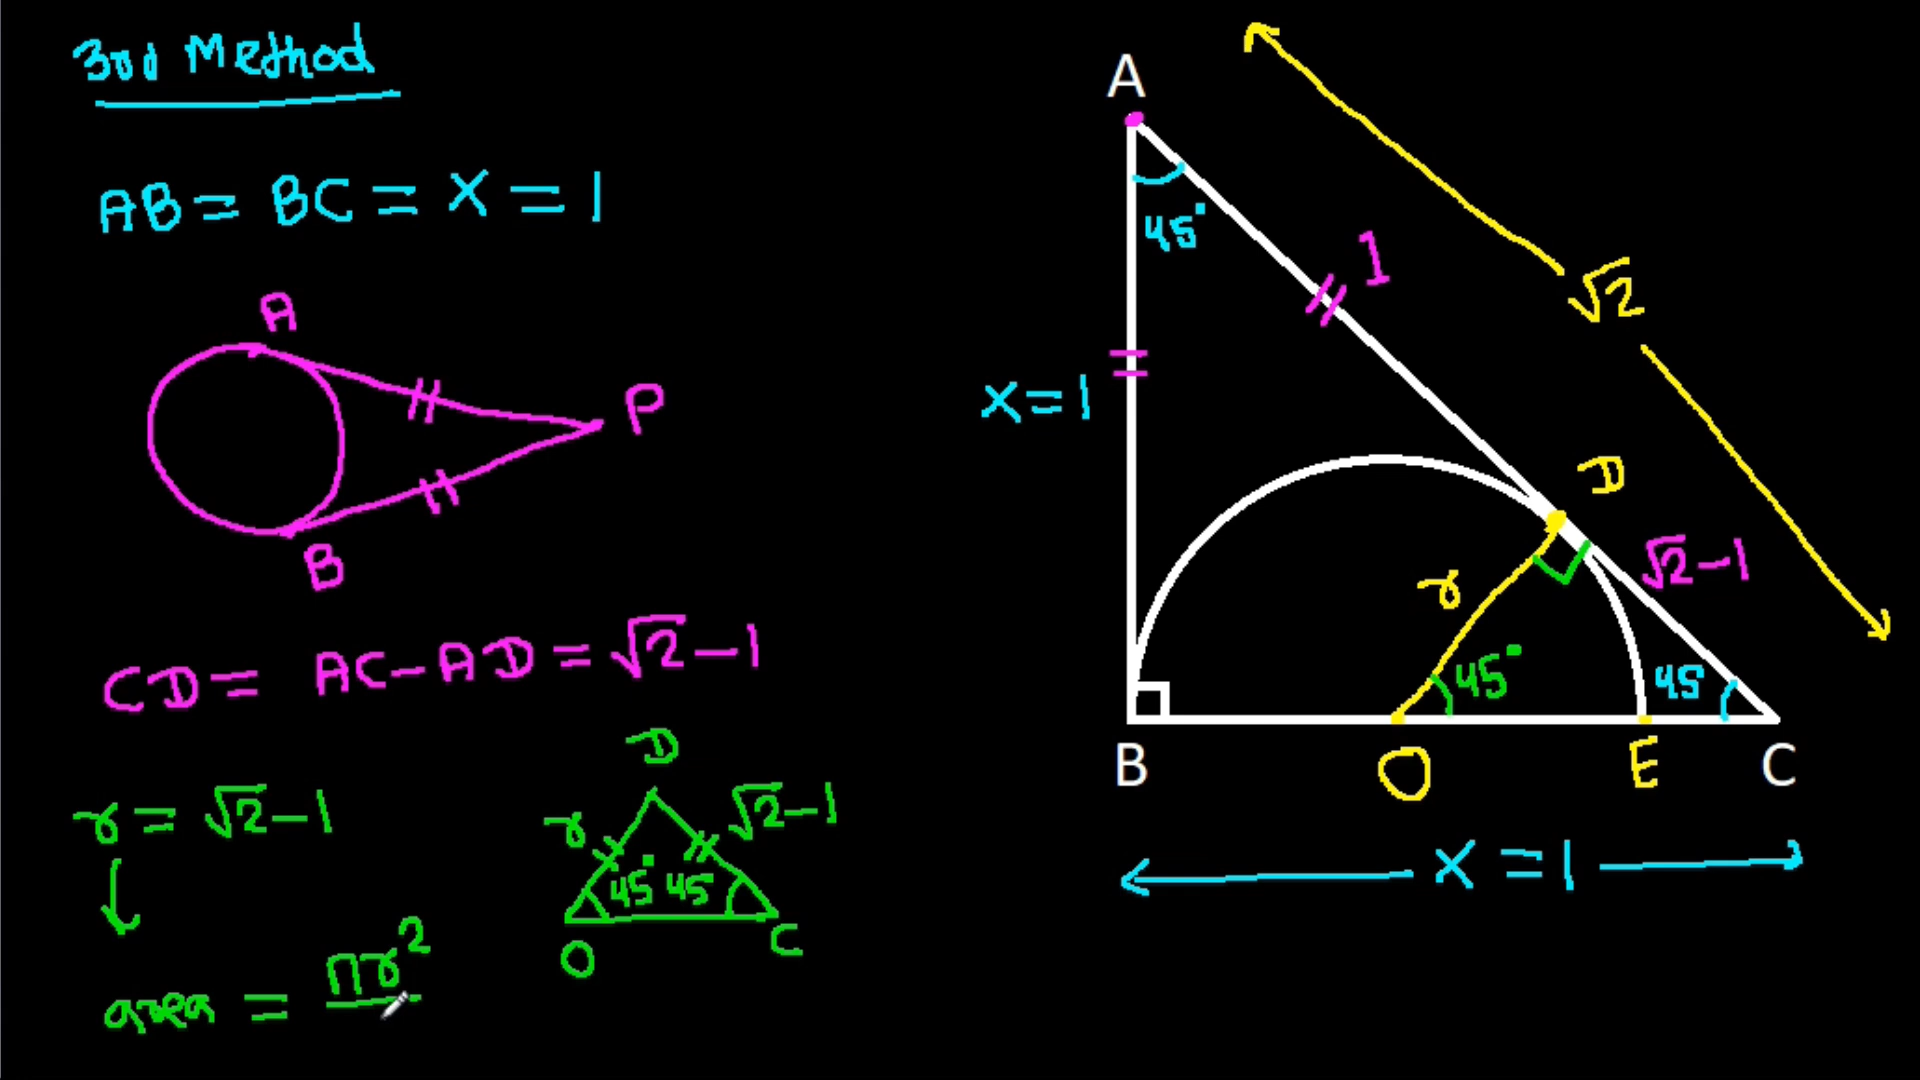 3rd Method
AB = BC = x = 1
A
P
B
CD = AC - AD = √2 - 1
r = √2 - 1
area = πr²
D
r
√2 - 1
45° 45°
O
C
A
45°
1
√2
x = 1
D
√2 - 1
r
45°
45
B
O
E
C
x = 1